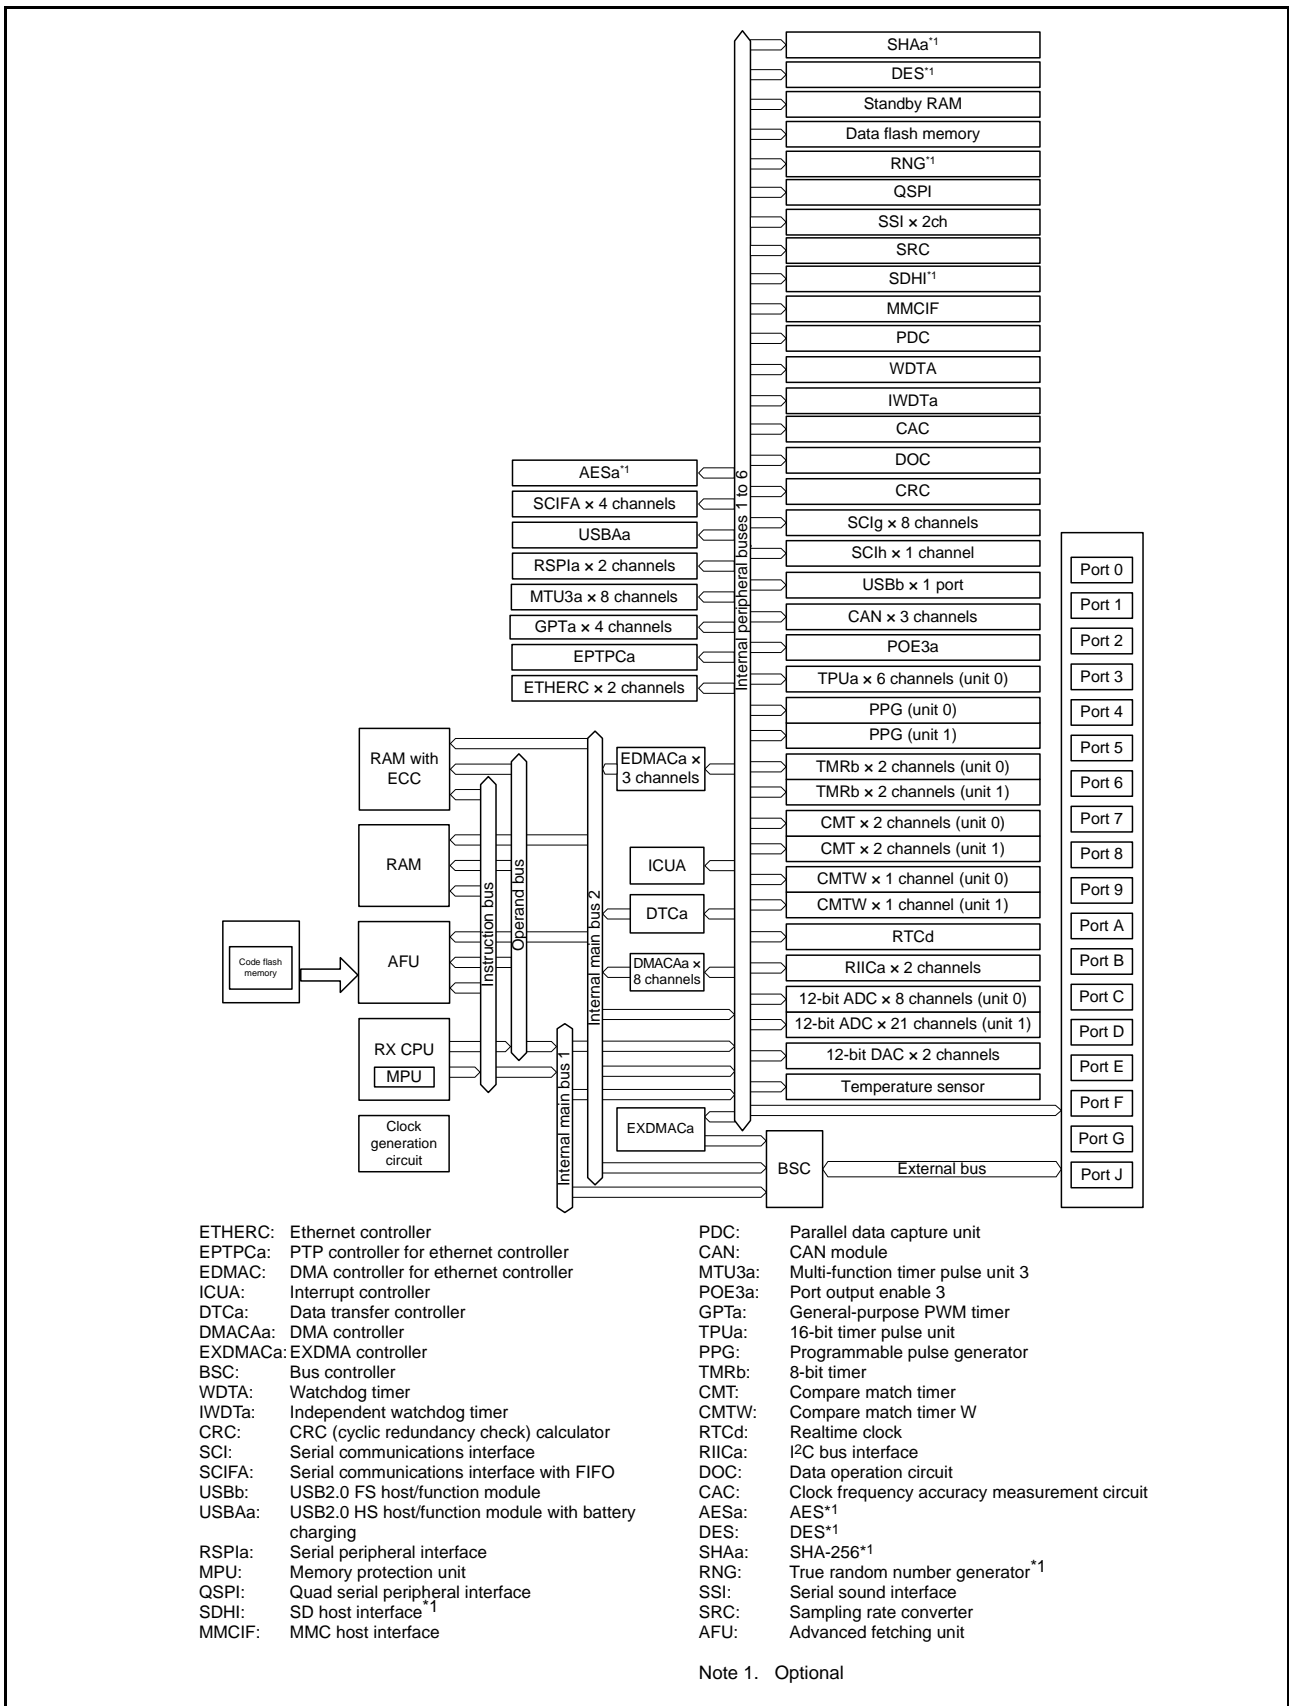 SHAa*1
DES*1
Standby RAM
Data flash memory
RNG*1
QSPI
SSI × 2ch
SRC
SDHI*1
MMCIF
PDC
WDTA
IWDTa
CAC
DOC
CRC
SCIg × 8 channels
SCIh × 1 channel
USBb × 1 port
CAN × 3 channels
POE3a
TPUa × 6 channels (unit 0)
PPG (unit 0)
PPG (unit 1)
TMRb × 2 channels (unit 0)
TMRb × 2 channels (unit 1)
CMT × 2 channels (unit 0)
CMT × 2 channels (unit 1)
CMTW × 1 channel (unit 0)
CMTW × 1 channel (unit 1)
RTCd
RIICa × 2 channels
12-bit ADC × 8 channels (unit 0)
12-bit ADC × 21 channels (unit 1)
12-bit DAC × 2 channels
Temperature sensor
Internal peripheral buses 1 to 6
AESa*1
SCIFA × 4 channels
USBAa
RSPIa × 2 channels
MTU3a × 8 channels
GPTa × 4 channels
EPTPCa
ETHERC × 2 channels
Port 0
Port 1
Port 2
Port 3
Port 4
Port 5
Port 6
Port 7
Port 8
Port 9
Port A
Port B
Port C
Port D
Port E
Port F
Port G
Port J
RAM with
ECC
RAM
AFU
Code flash
memory
RX CPU
MPU
Clock
generation
circuit
Instruction bus
Operand bus
Internal main bus 1
Internal main bus 2
EDMACa ×
3 channels
ICUA
DTCa
DMACAa ×
8 channels
EXDMACa
BSC
External bus
ETHERC: Ethernet controller
EPTPCa: PTP controller for ethernet controller
EDMAC: DMA controller for ethernet controller
ICUA: Interrupt controller
DTCa: Data transfer controller
DMACAa: DMA controller
EXDMACa: EXDMA controller
BSC: Bus controller
WDTA: Watchdog timer
IWDTa: Independent watchdog timer
CRC: CRC (cyclic redundancy check) calculator
SCI: Serial communications interface
SCIFA: Serial communications interface with FIFO
USBb: USB2.0 FS host/function module
USBAa: USB2.0 HS host/function module with battery
charging
RSPIa: Serial peripheral interface
MPU: Memory protection unit
QSPI: Quad serial peripheral interface
SDHI: SD host interface*1
MMCIF: MMC host interface
PDC: Parallel data capture unit
CAN: CAN module
MTU3a: Multi-function timer pulse unit 3
POE3a: Port output enable 3
GPTa: General-purpose PWM timer
TPUa: 16-bit timer pulse unit
PPG: Programmable pulse generator
TMRb: 8-bit timer
CMT: Compare match timer
CMTW: Compare match timer W
RTCd: Realtime clock
RIICa: I2C bus interface
DOC: Data operation circuit
CAC: Clock frequency accuracy measurement circuit
AESa: AES*1
DES: DES*1
SHAa: SHA-256*1
RNG: True random number generator*1
SSI: Serial sound interface
SRC: Sampling rate converter
AFU: Advanced fetching unit
Note 1. Optional